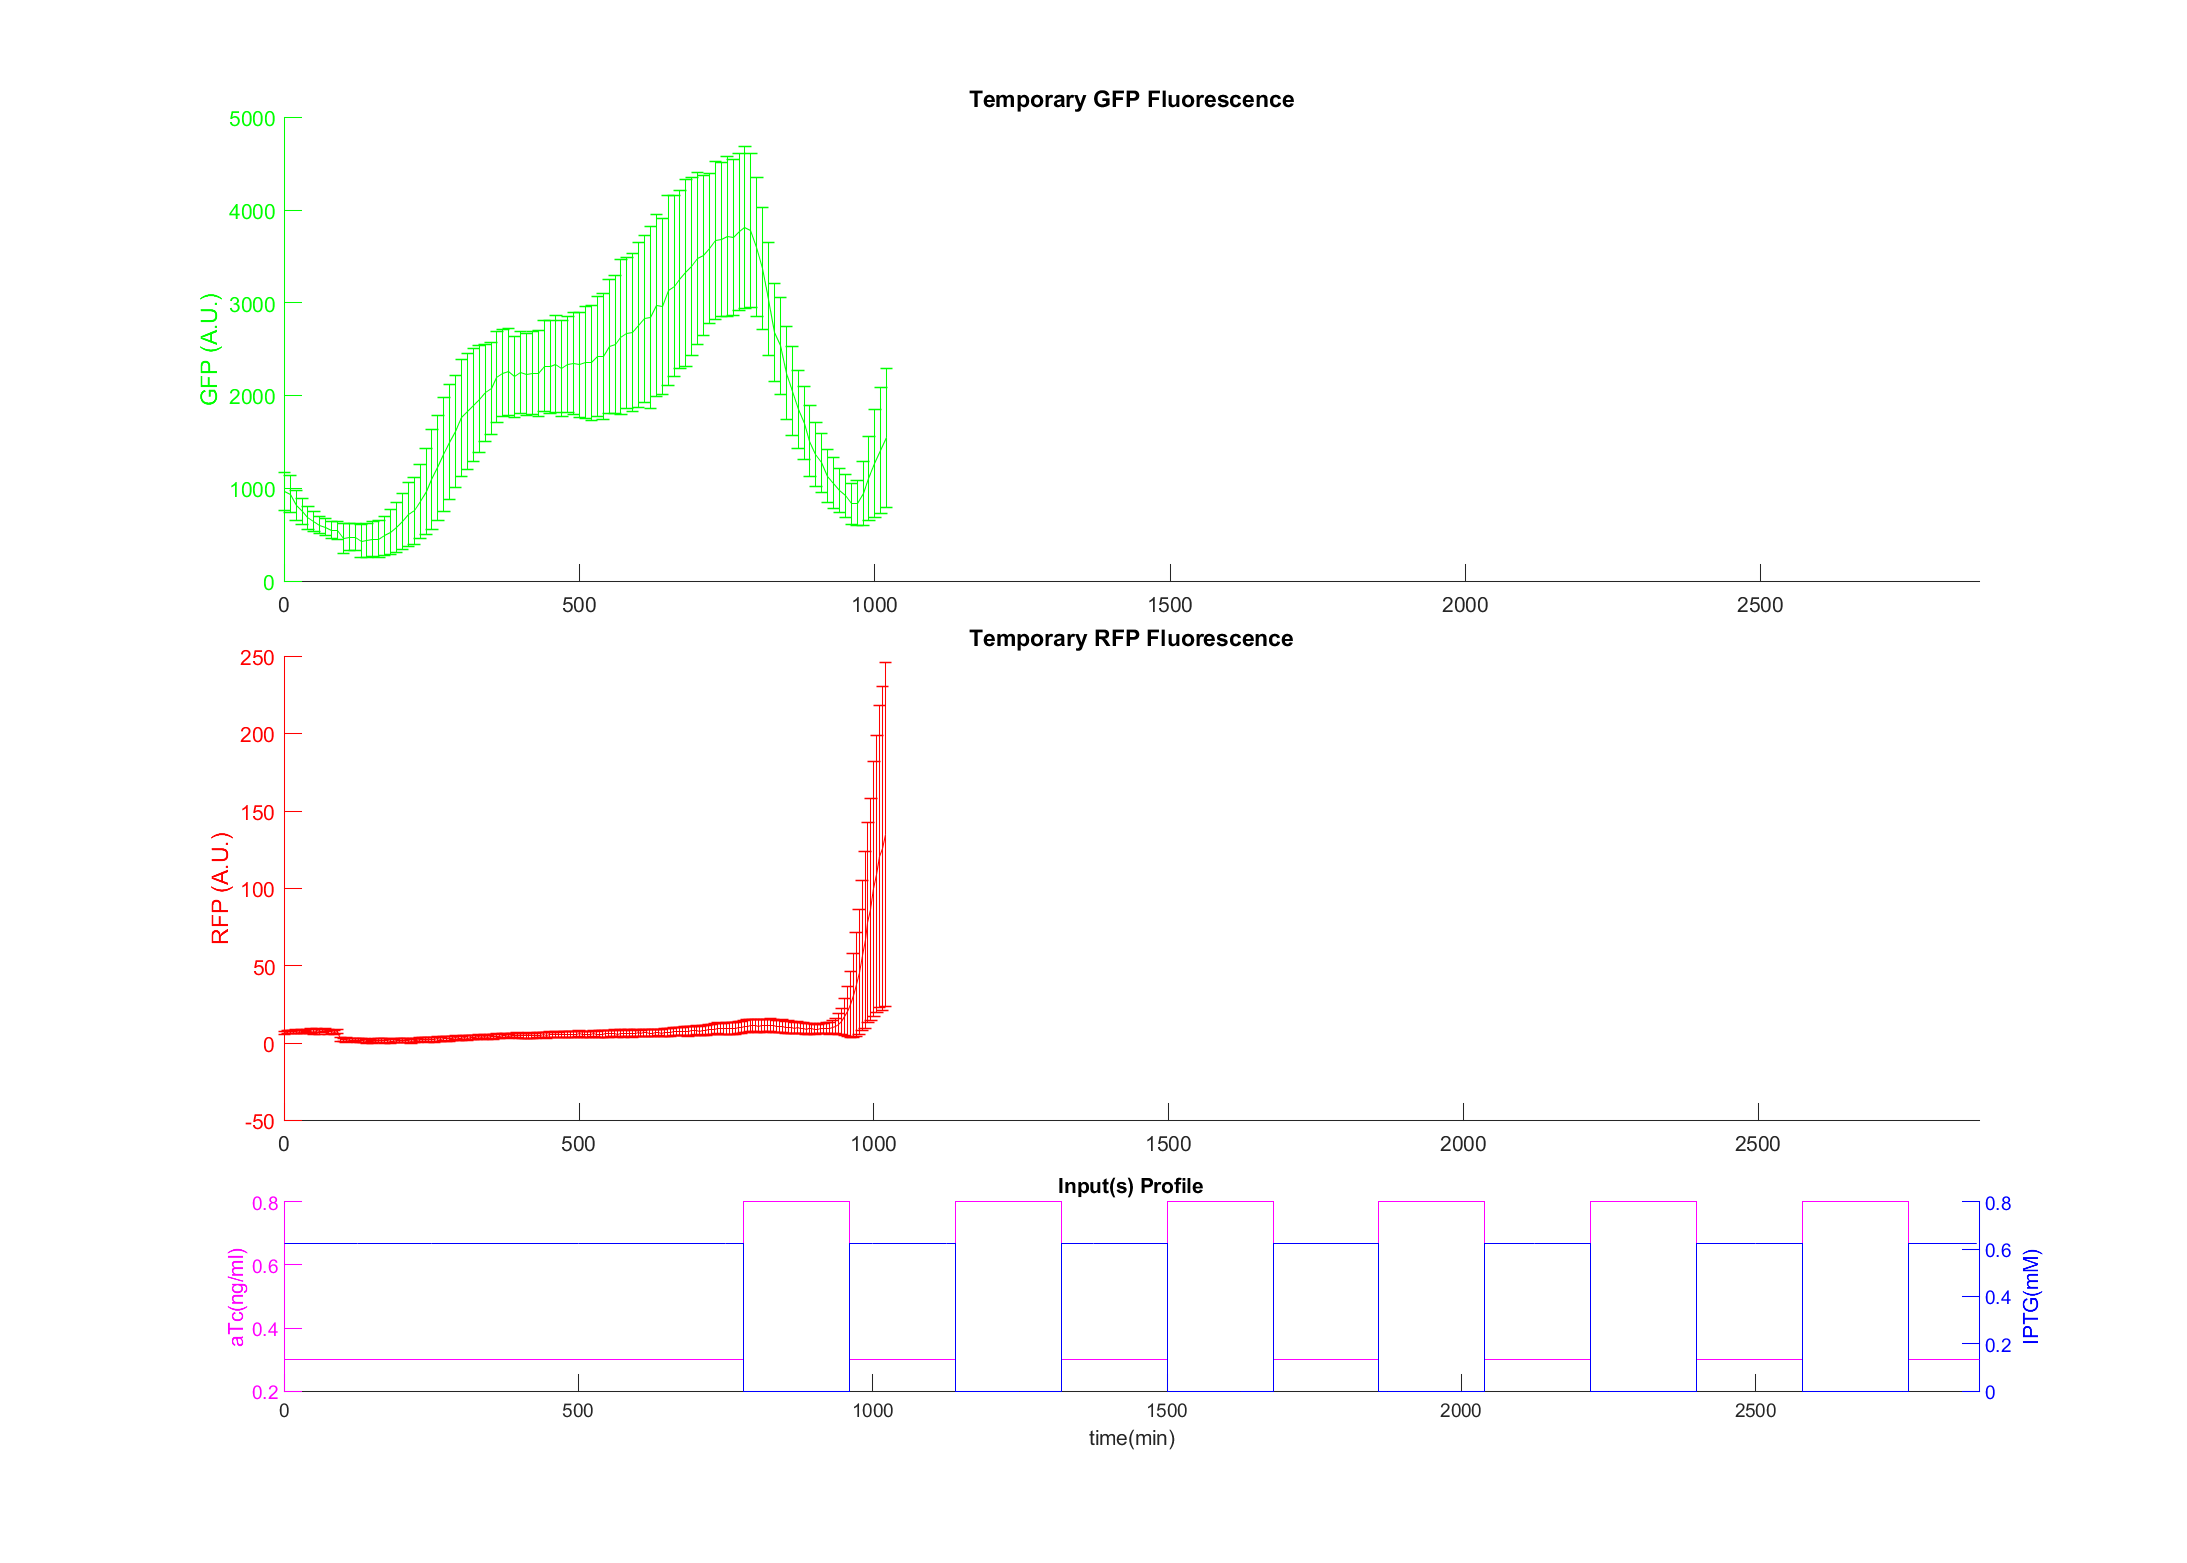 Temporary GFP Fluorescence
GFP (A.U.)
5000
4000
3000
2000
1000
0
0 500 1000 1500 2000 2500
Temporary RFP Fluorescence
RFP (A.U.)
250
200
150
100
50
0
-50
0 500 1000 1500 2000 2500
Input(s) Profile
aTc(ng/ml)
0.8
0.6
0.4
0.2
IPTG(mM)
0.8
0.6
0.4
0.2
0
0 500 1000 1500 2000 2500
time(min)